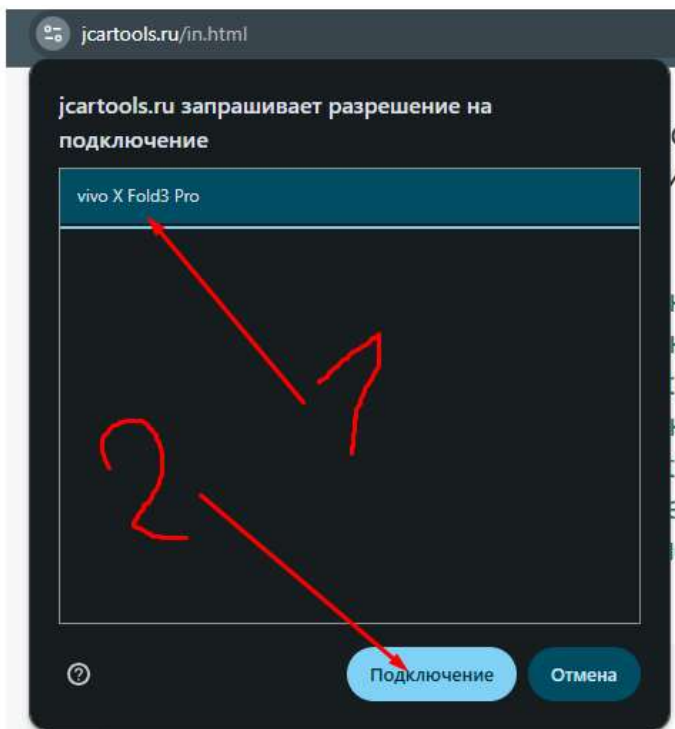 jcartools.ru/in.html
jcartools.ru запрашивает разрешение на
подключение
vivo X Fold3 Pro
1
2
Подключение
Отмена